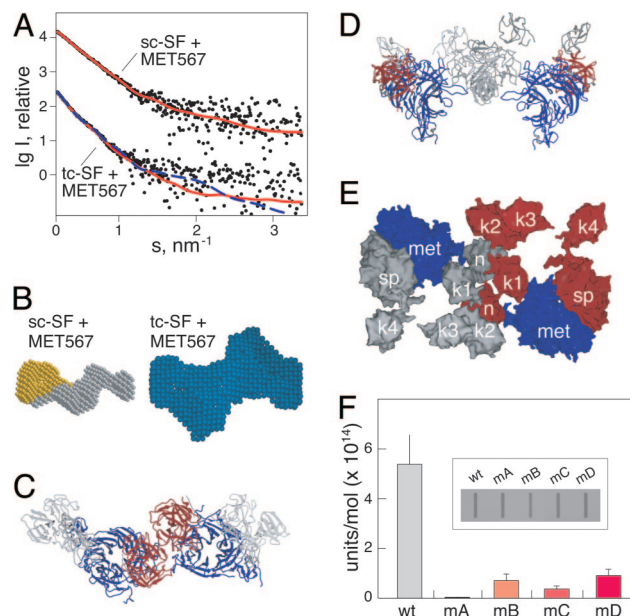 A
4
3
2
1
0
lg I, relative
sc-SF +
MET567
tc-SF +
MET567
0
1
2
3
s, nm⁻¹
B
sc-SF +
MET567
tc-SF +
MET567
C
D
E
k2 k3 k4
met n
sp k1 k1 sp
n
k4 k3 k2 met
F
6
4
2
0
units/mol (x 10¹⁴)
wt mA mB mC mD
wt mA mB mC mD